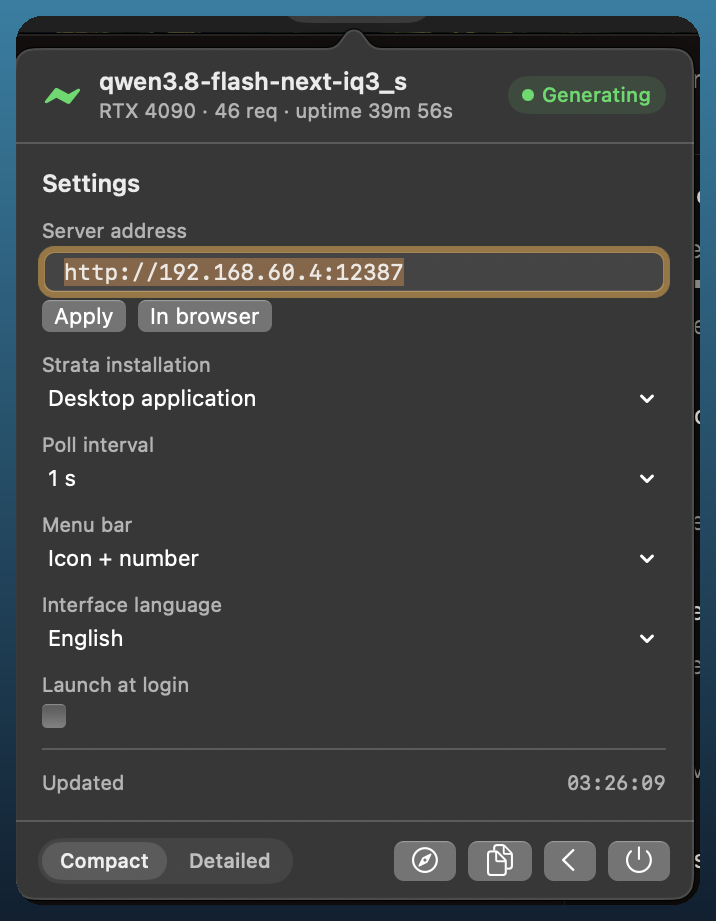 qwen3.8-flash-next-iq3_s
RTX 4090 · 46 req · uptime 39m 56s
Generating
Settings
Server address
http://192.168.60.4:12387
Apply
In browser
Strata installation
Desktop application
Poll interval
1 s
Menu bar
Icon + number
Interface language
English
Launch at login
Updated
03:26:09
Compact
Detailed